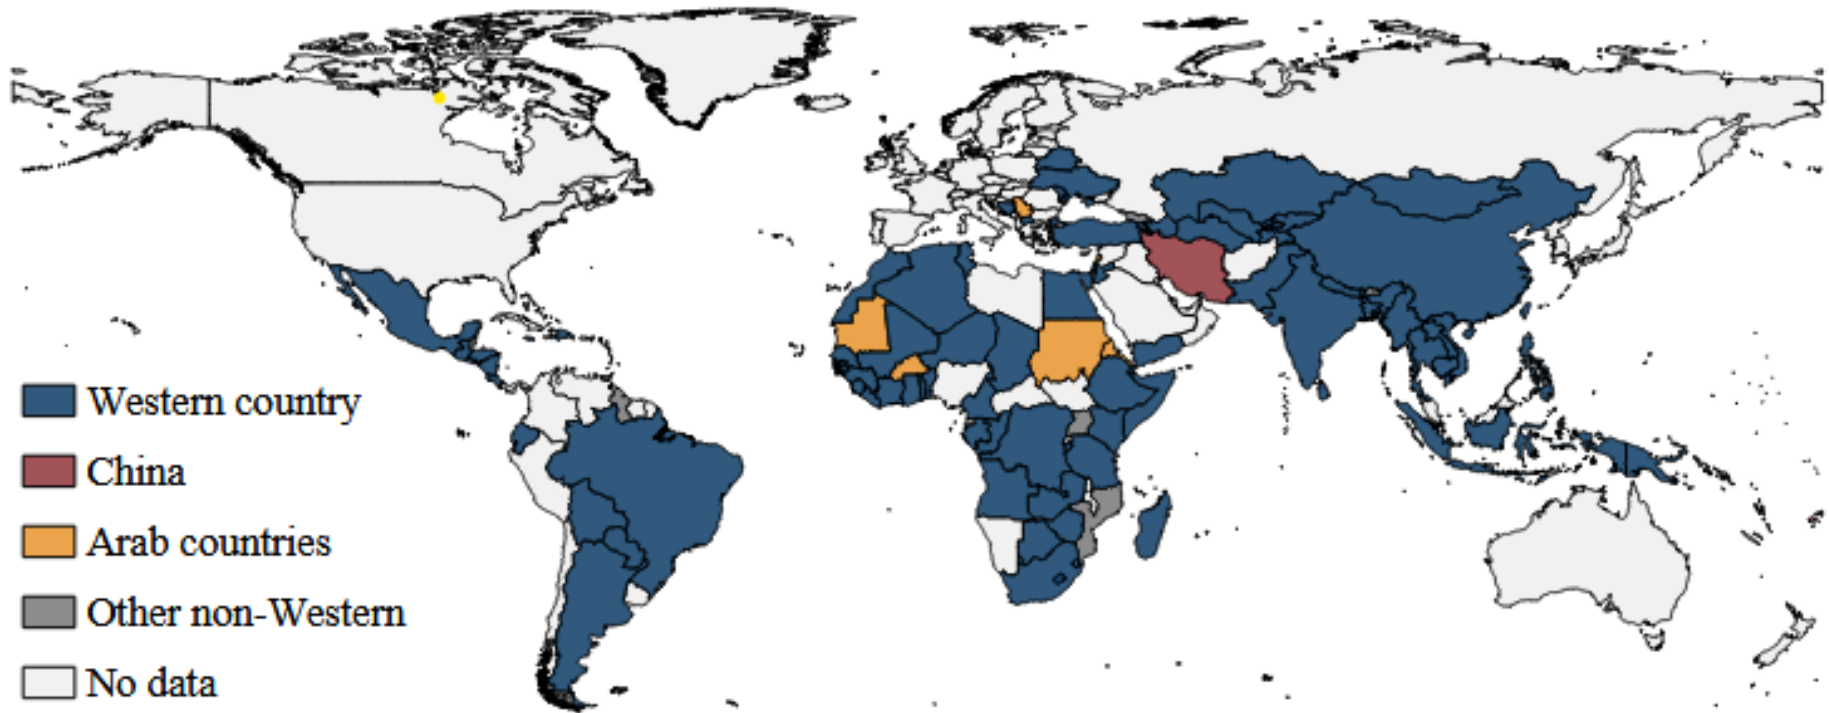 Western country
China
Arab countries
Other non-Western
No data